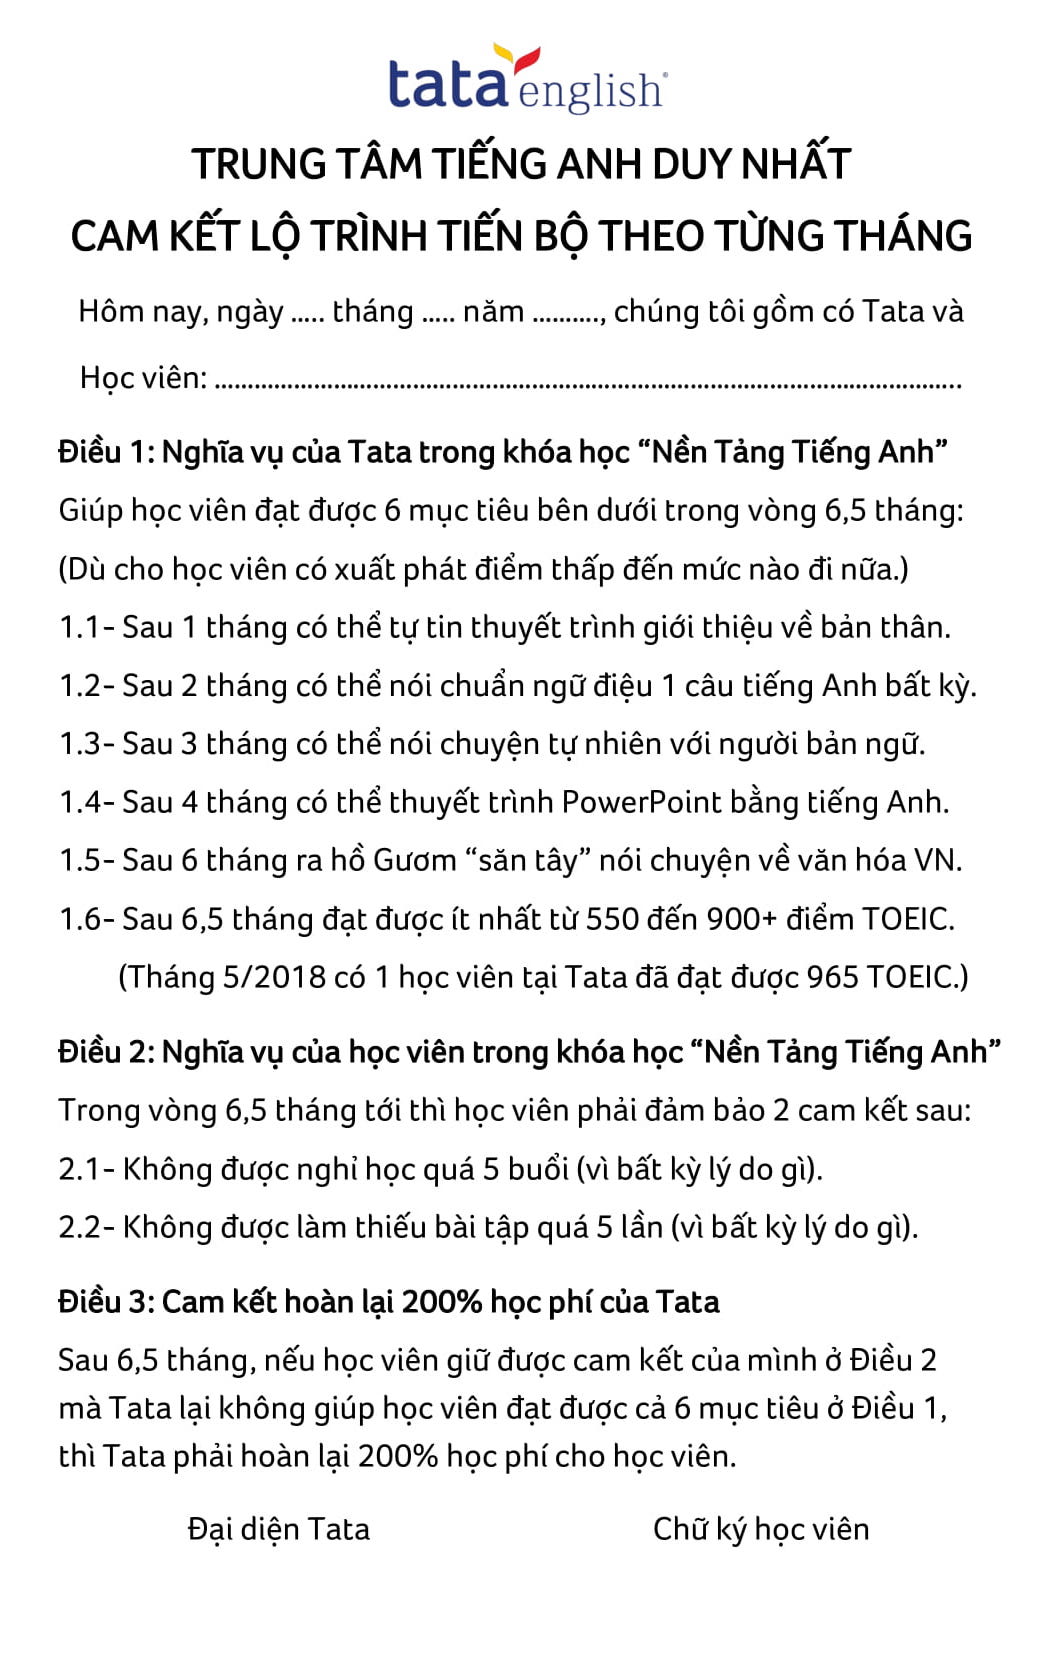 tata english®
TRUNG TÂM TIẾNG ANH DUY NHẤT
CAM KẾT LỘ TRÌNH TIẾN BỘ THEO TỪNG THÁNG
Hôm nay, ngày ..... tháng ..... năm .........., chúng tôi gồm có Tata và
Học viên: ................................................................................................................
Điều 1: Nghĩa vụ của Tata trong khóa học “Nền Tảng Tiếng Anh”
Giúp học viên đạt được 6 mục tiêu bên dưới trong vòng 6,5 tháng:
(Dù cho học viên có xuất phát điểm thấp đến mức nào đi nữa.)
1.1- Sau 1 tháng có thể tự tin thuyết trình giới thiệu về bản thân.
1.2- Sau 2 tháng có thể nói chuẩn ngữ điệu 1 câu tiếng Anh bất kỳ.
1.3- Sau 3 tháng có thể nói chuyện tự nhiên với người bản ngữ.
1.4- Sau 4 tháng có thể thuyết trình PowerPoint bằng tiếng Anh.
1.5- Sau 6 tháng ra hồ Gươm “săn tây” nói chuyện về văn hóa VN.
1.6- Sau 6,5 tháng đạt được ít nhất từ 550 đến 900+ điểm TOEIC.
(Tháng 5/2018 có 1 học viên tại Tata đã đạt được 965 TOEIC.)
Điều 2: Nghĩa vụ của học viên trong khóa học “Nền Tảng Tiếng Anh”
Trong vòng 6,5 tháng tới thì học viên phải đảm bảo 2 cam kết sau:
2.1- Không được nghỉ học quá 5 buổi (vì bất kỳ lý do gì).
2.2- Không được làm thiếu bài tập quá 5 lần (vì bất kỳ lý do gì).
Điều 3: Cam kết hoàn lại 200% học phí của Tata
Sau 6,5 tháng, nếu học viên giữ được cam kết của mình ở Điều 2
mà Tata lại không giúp học viên đạt được cả 6 mục tiêu ở Điều 1,
thì Tata phải hoàn lại 200% học phí cho học viên.
Đại diện Tata
Chữ ký học viên